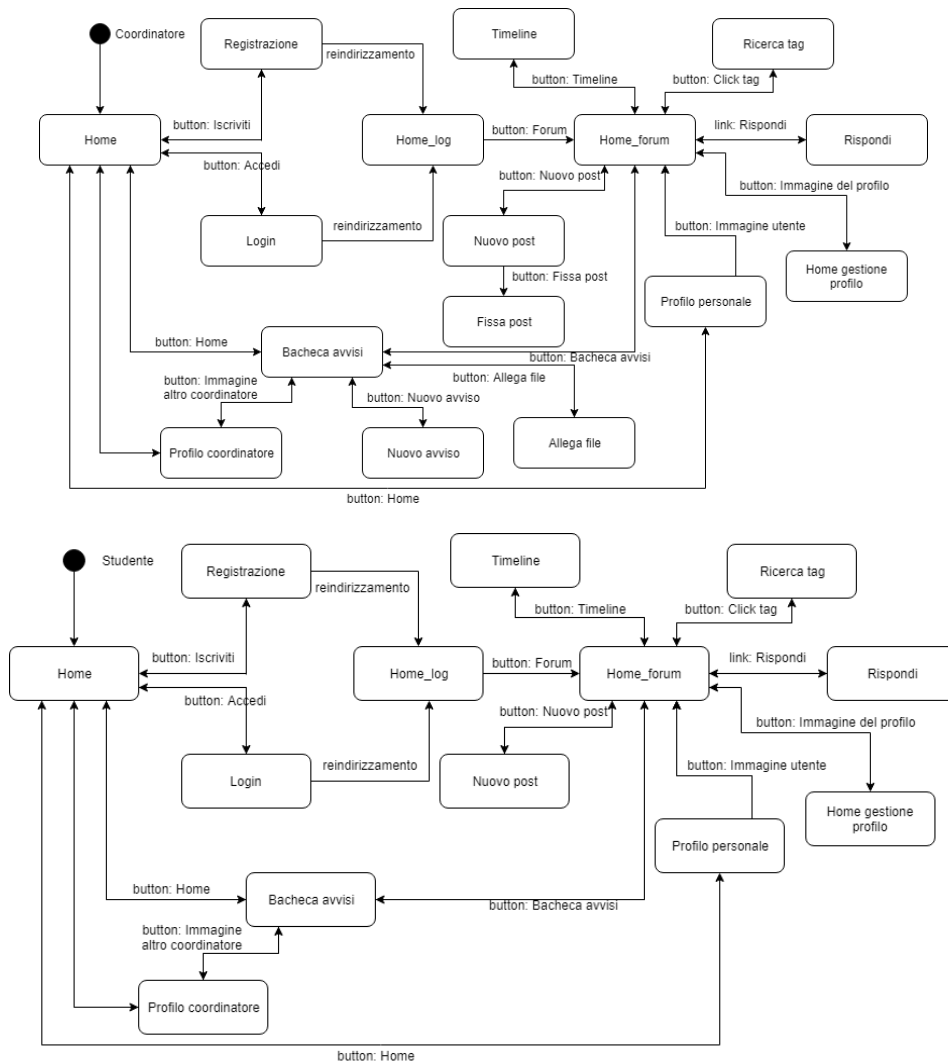 Coordinatore
Registrazione
Timeline
Ricerca tag
reindirizzamento
button: Timeline
button: Click tag
button: Iscriviti
Home
Home_log
button: Forum
Home_forum
link: Rispondi
Rispondi
button: Accedi
button: Nuovo post
button: Immagine del profilo
Login
reindirizzamento
Nuovo post
button: Immagine utente
Home gestione
profilo
button: Fissa post
Profilo personale
Fissa post
button: Home
Bacheca avvisi
button: Bacheca avvisi
button: Immagine
altro coordinatore
button: Allega file
button: Nuovo avviso
Profilo coordinatore
Nuovo avviso
Allega file
button: Home
Studente
Registrazione
Timeline
Ricerca tag
reindirizzamento
button: Timeline
button: Click tag
button: Iscriviti
Home
Home_log
button: Forum
Home_forum
link: Rispondi
Rispondi
button: Accedi
button: Nuovo post
button: Immagine del profilo
Login
reindirizzamento
Nuovo post
button: Immagine utente
Home gestione
profilo
Profilo personale
button: Home
Bacheca avvisi
button: Bacheca avvisi
button: Immagine
altro coordinatore
Profilo coordinatore
button: Home